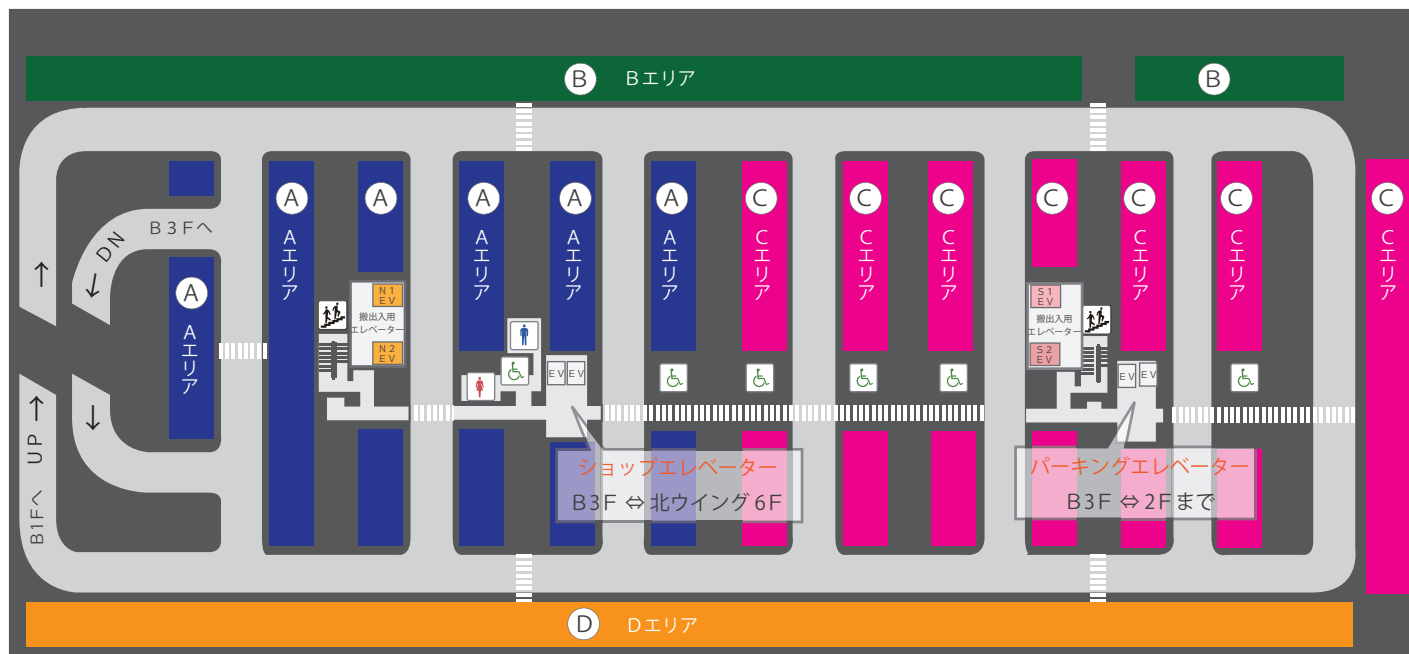 B Bエリア
B
A
Aエリア
A
A
Aエリア
A
Aエリア
A
Aエリア
C
Cエリア
C
Cエリア
C
Cエリア
C
C
Cエリア
C
Cエリア
C
Cエリア
B3Fへ
DN ←
↑
A
Aエリア
N1
EV
搬出入用
エレベーター
N2
EV
S1
EV
搬出入用
エレベーター
S2
EV
EV EV
EV EV
B1Fへ UP →
↓
ショップエレベーター
B3F ⇔ 北ウイング6F
パーキングエレベーター
B3F ⇔ 2Fまで
D Dエリア